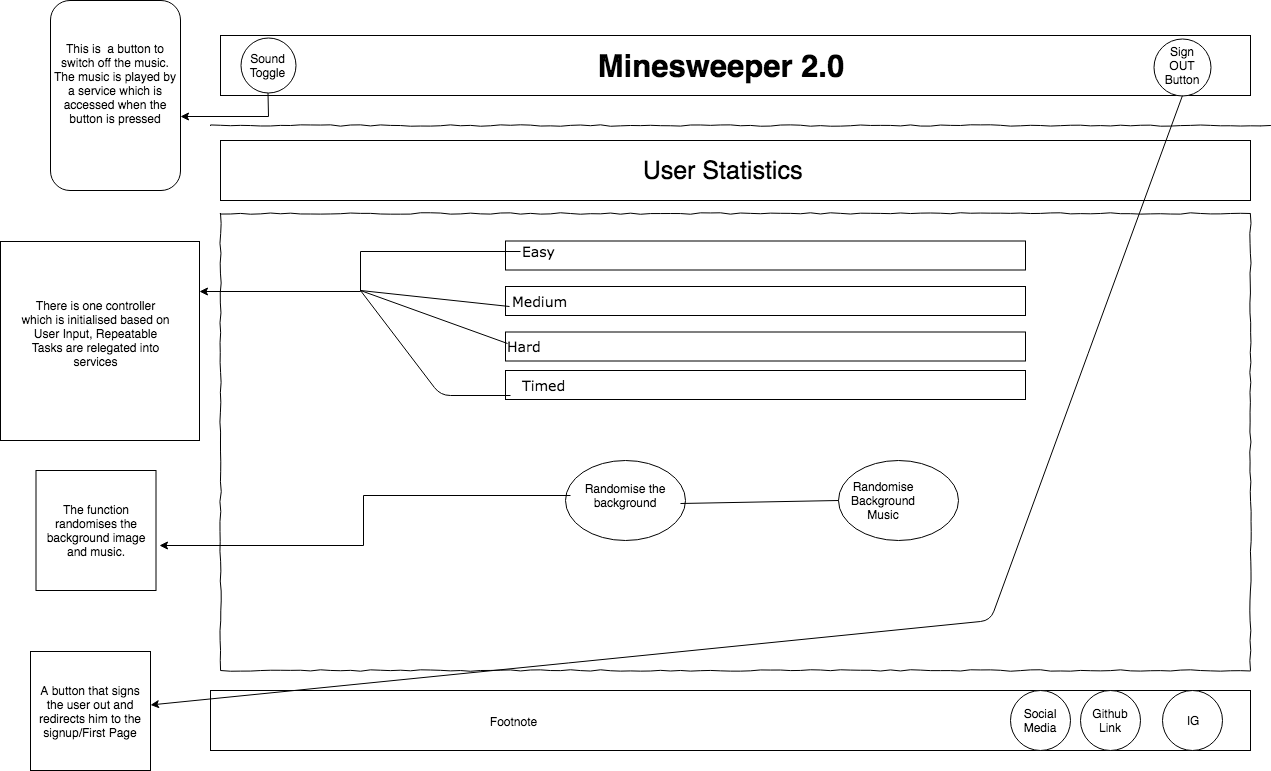 This is  a button to
switch off the music.
The music is played by
a service which is
accessed when the
button is pressed
Sound
Toggle
Minesweeper 2.0
Sign
OUT
Button
User Statistics
There is one controller
which is initialised based on
User Input, Repeatable
Tasks are relegated into
services
Easy
Medium
Hard
Timed
The function
randomises the
background image
and music.
Randomise the
background
Randomise
Background
Music
A button that signs
the user out and
redirects him to the
signup/First Page
Footnote
Social
Media
Github
Link
IG